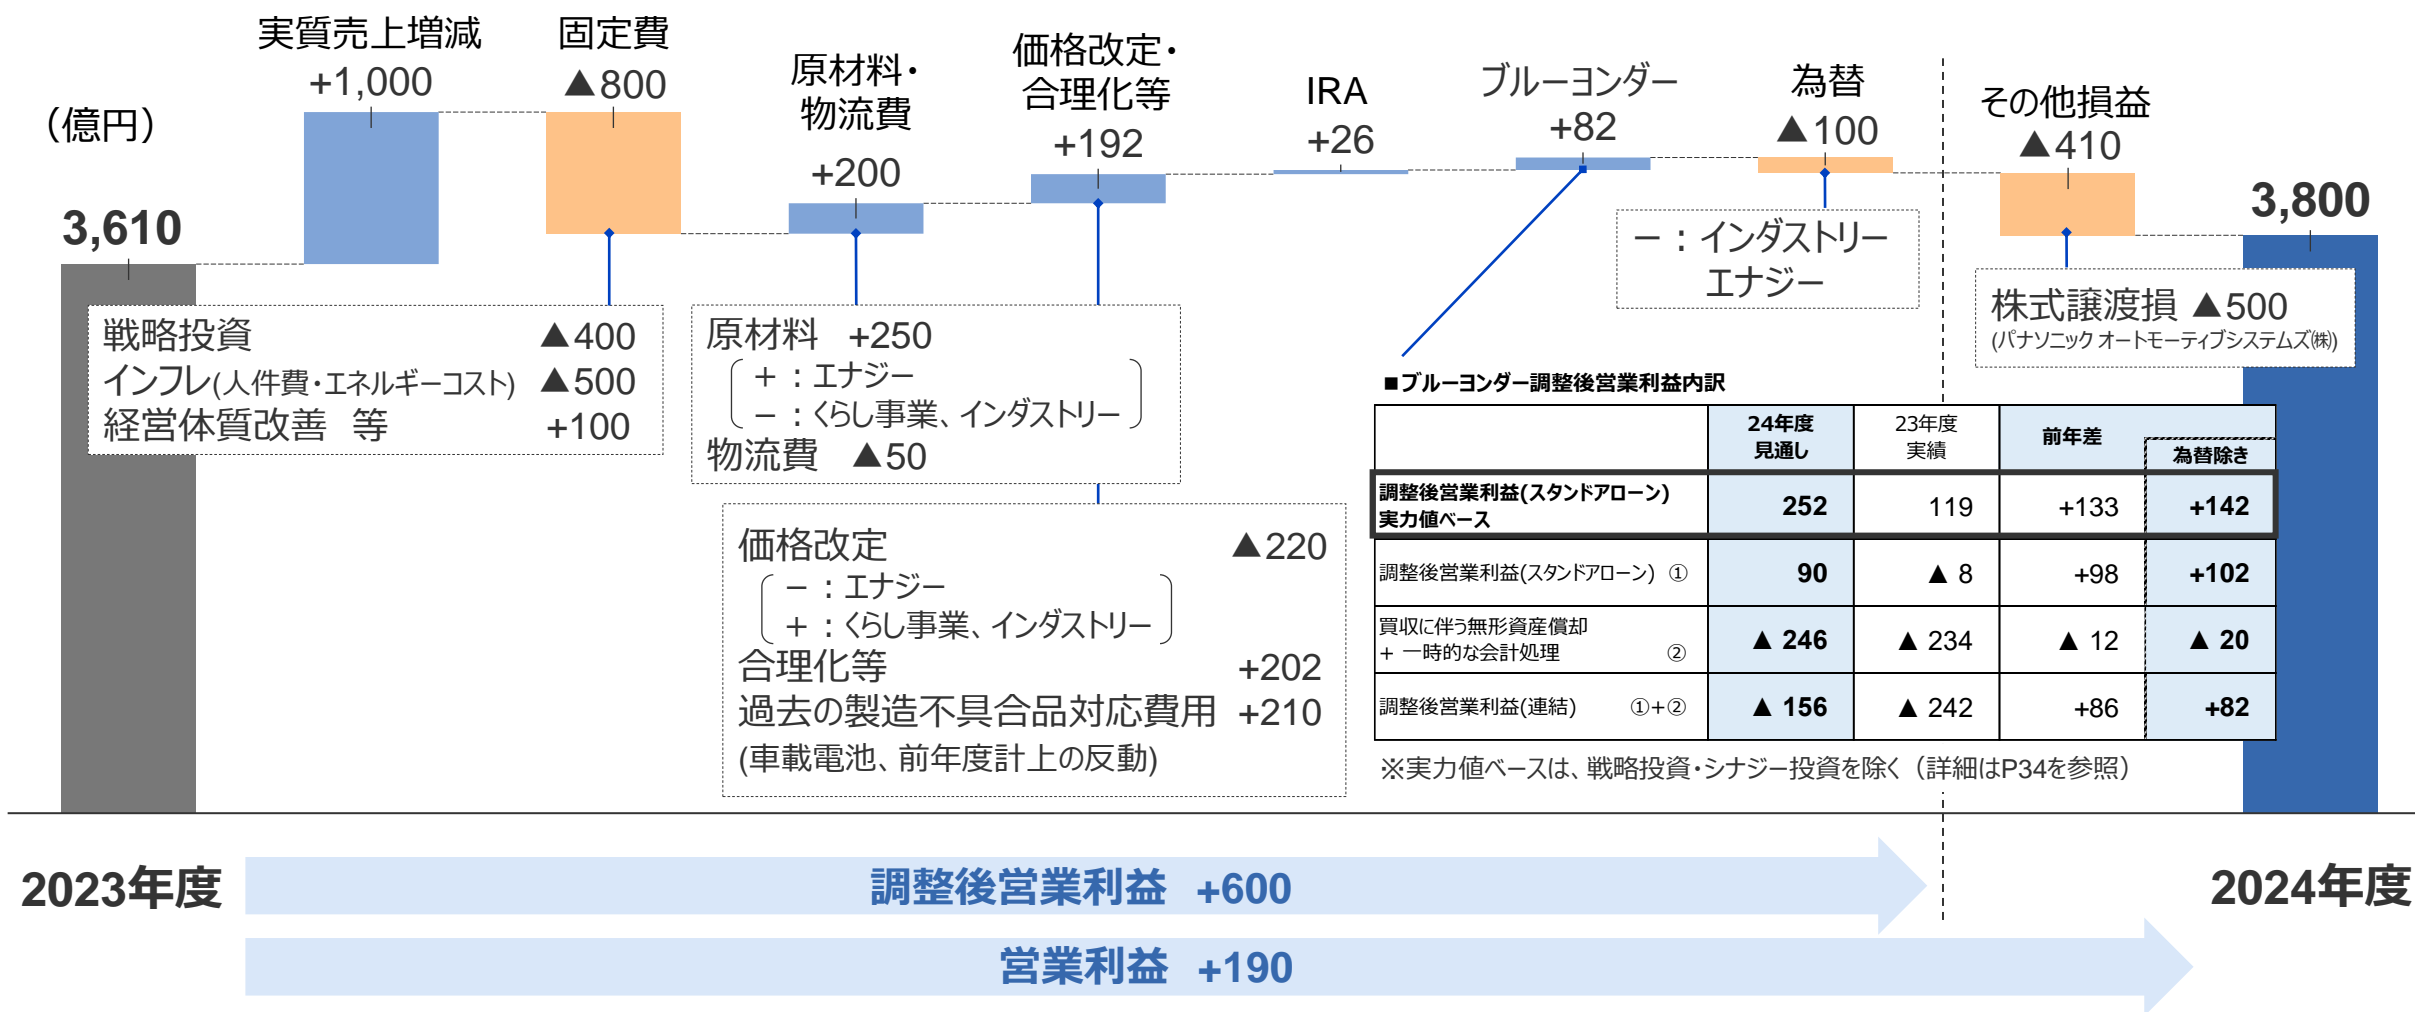 （億円）
3,610
実質売上増減
+1,000
固定費
▲800
原材料・
物流費
+200
価格改定・
合理化等
+192
IRA
+26
ブルーヨンダー
+82
為替
▲100
その他損益
▲410
3,800
戦略投資 ▲400
インフレ(人件費・エネルギーコスト) ▲500
経営体質改善 等 +100
原材料 +250
＋：エナジー
－：くらし事業、インダストリー
物流費 ▲50
価格改定 ▲220
－：エナジー
＋：くらし事業、インダストリー
合理化等 +202
過去の製造不具合品対応費用 +210
(車載電池、前年度計上の反動)
－：インダストリー
エナジー
株式譲渡損 ▲500
(パナソニック オートモーティブシステムズ㈱)
■ブルーヨンダー調整後営業利益内訳
24年度
見通し
23年度
実績
前年差
為替除き
調整後営業利益(スタンドアローン)
実力値ベース
252 119 +133 +142
調整後営業利益(スタンドアローン) ① 90 ▲ 8 +98 +102
買収に伴う無形資産償却
+ 一時的な会計処理 ②
▲ 246 ▲ 234 ▲ 12 ▲ 20
調整後営業利益(連結) ①+② ▲ 156 ▲ 242 +86 +82
※実力値ベースは、戦略投資・シナジー投資を除く（詳細はP34を参照）
2023年度
調整後営業利益 +600
2024年度
営業利益 +190